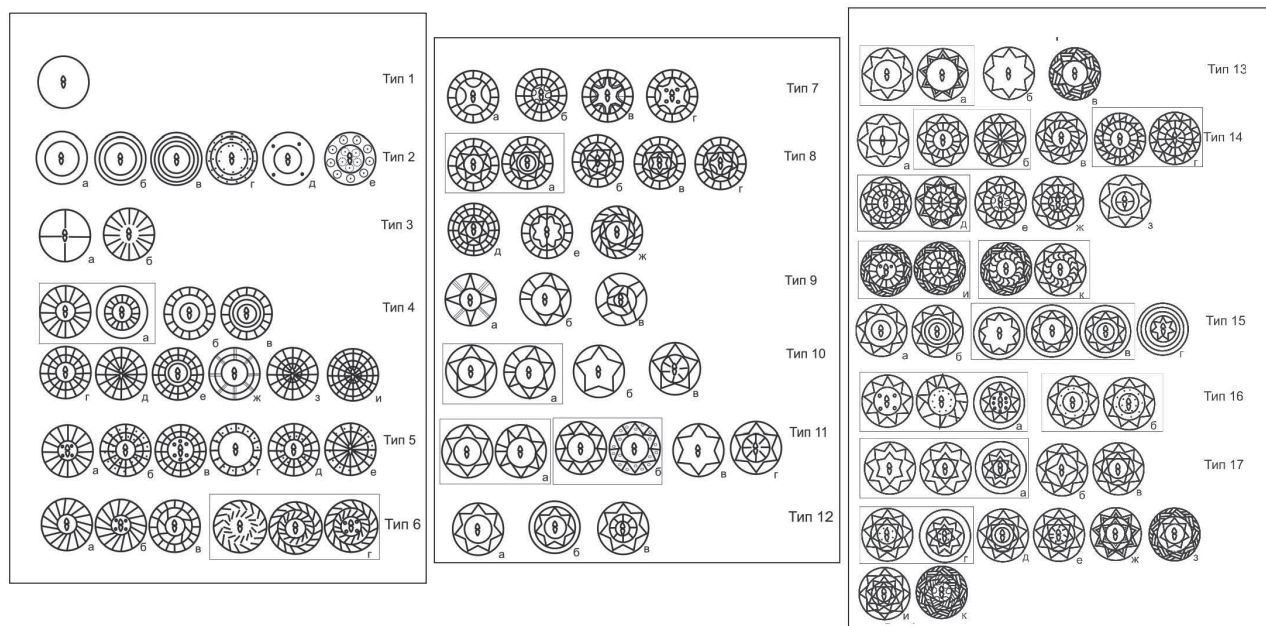 Тип 1
Тип 2
а б в г д е
Тип 3
а б
Тип 4
а б в
г д е ж з и
Тип 5
а б в г д е
Тип 6
а б в г
Тип 7
а б в г
Тип 8
а б в г
д е ж
Тип 9
а б в
Тип 10
а б в
Тип 11
а б в г
Тип 12
а б в
Тип 13
а б в
Тип 14
а б в г
д е ж з
и к
Тип 15
а б в г
Тип 16
а б
Тип 17
а б в
г д е ж з
и к